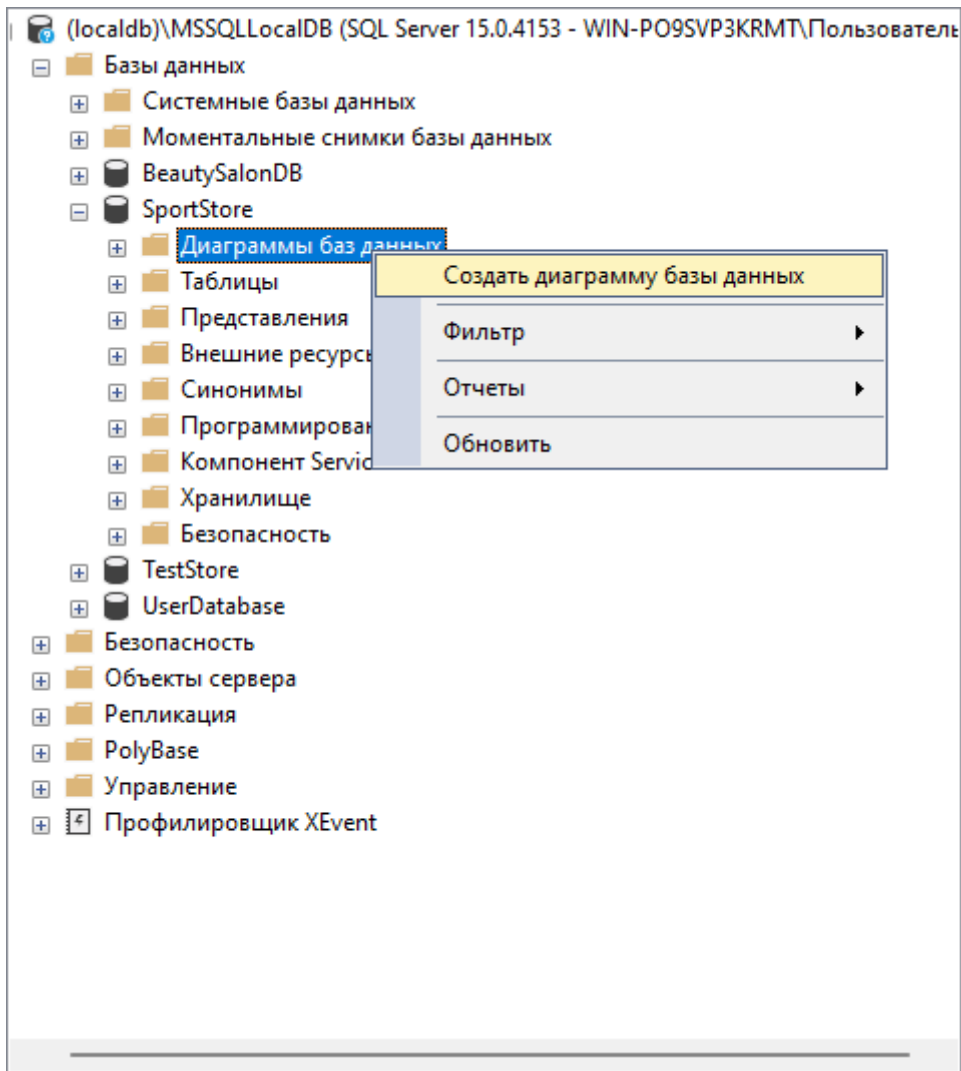 (localdb)\MSSQLLocalDB (SQL Server 15.0.4153 - WIN-PO9SVP3KRMT\Пользователь
Базы данных
Системные базы данных
Моментальные снимки базы данных
BeautySalonDB
SportStore
Диаграммы баз данных
Создать диаграмму базы данных
Таблицы
Представления
Фильтр
Внешние ресурсы
Синонимы
Отчеты
Программирован
Обновить
Компонент Servic
Хранилище
Безопасность
TestStore
UserDatabase
Безопасность
Объекты сервера
Репликация
PolyBase
Управление
Профилировщик XEvent